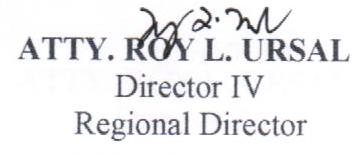 ATTY. ROY L. URSAL
Director IV
Regional Director